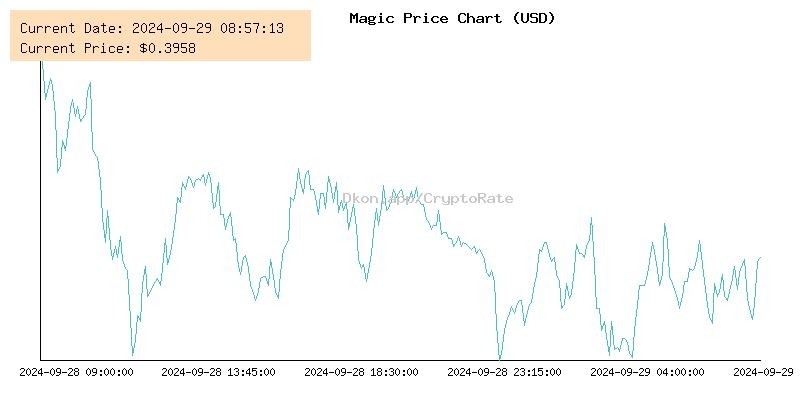 Magic Price Chart (USD)
Current Date: 2024-09-29 08:57:13
Current Price: $0.3958
Dkon.app/CryptoRate
2024-09-28 09:00:00 2024-09-28 13:45:00 2024-09-28 18:30:00 2024-09-28 23:15:00 2024-09-29 04:00:00 2024-09-29